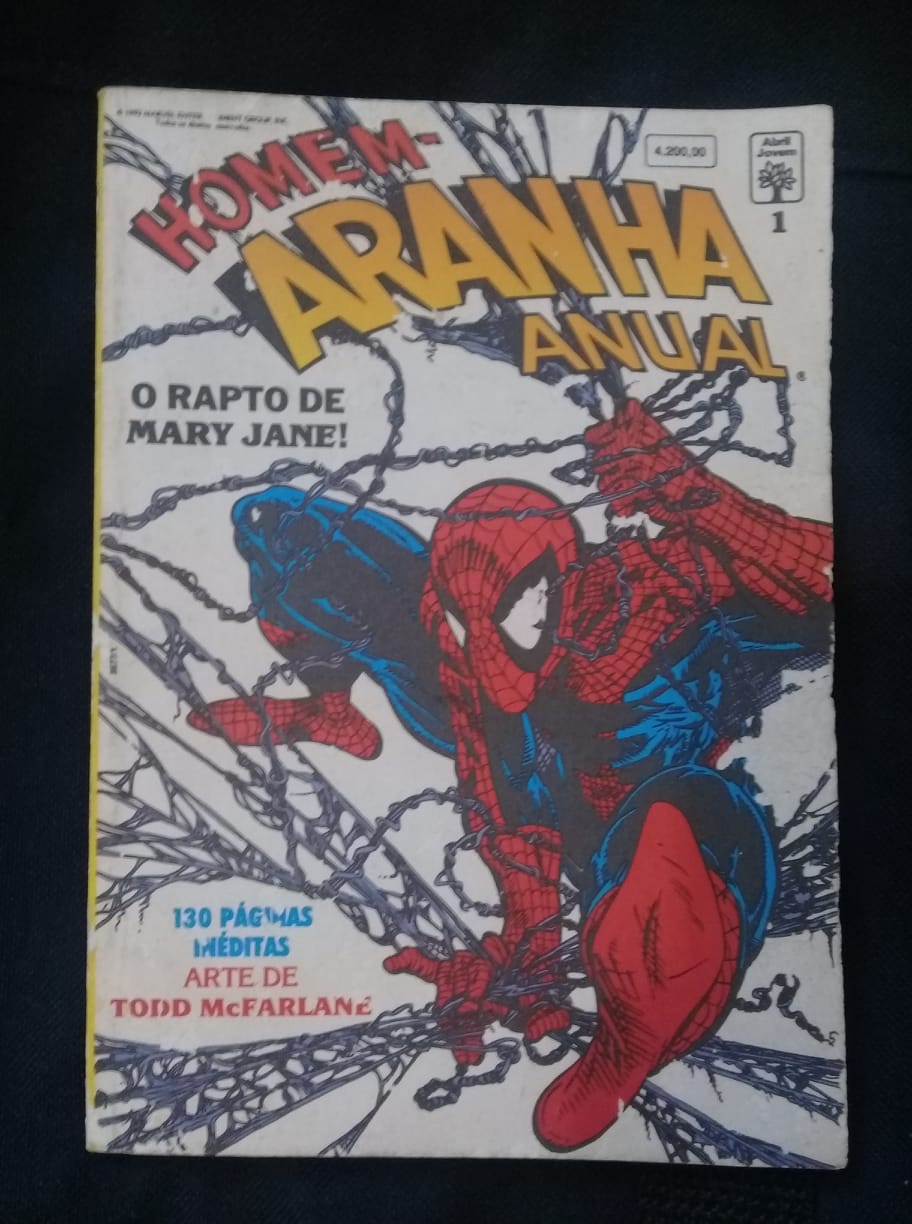 HOMEM-
ARANHA
ANUAL
®
4.200,00
Abril
Jovem
1
O RAPTO DE
MARY JANE!
130 PÁGINAS
INÉDITAS
ARTE DE
TODD McFARLANE